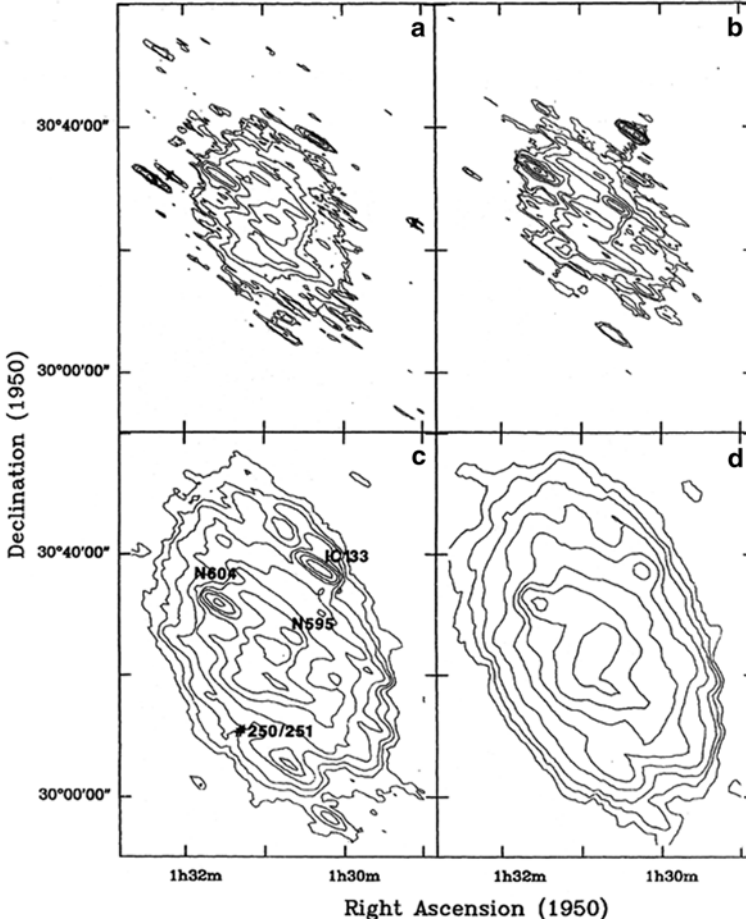 a
b
30°40'00"
30°00'00"
c
d
30°40'00"
IC133
N604
N595
#250/251
30°00'00"
1h32m
1h30m
1h32m
1h30m
Declination (1950)
Right Ascension (1950)